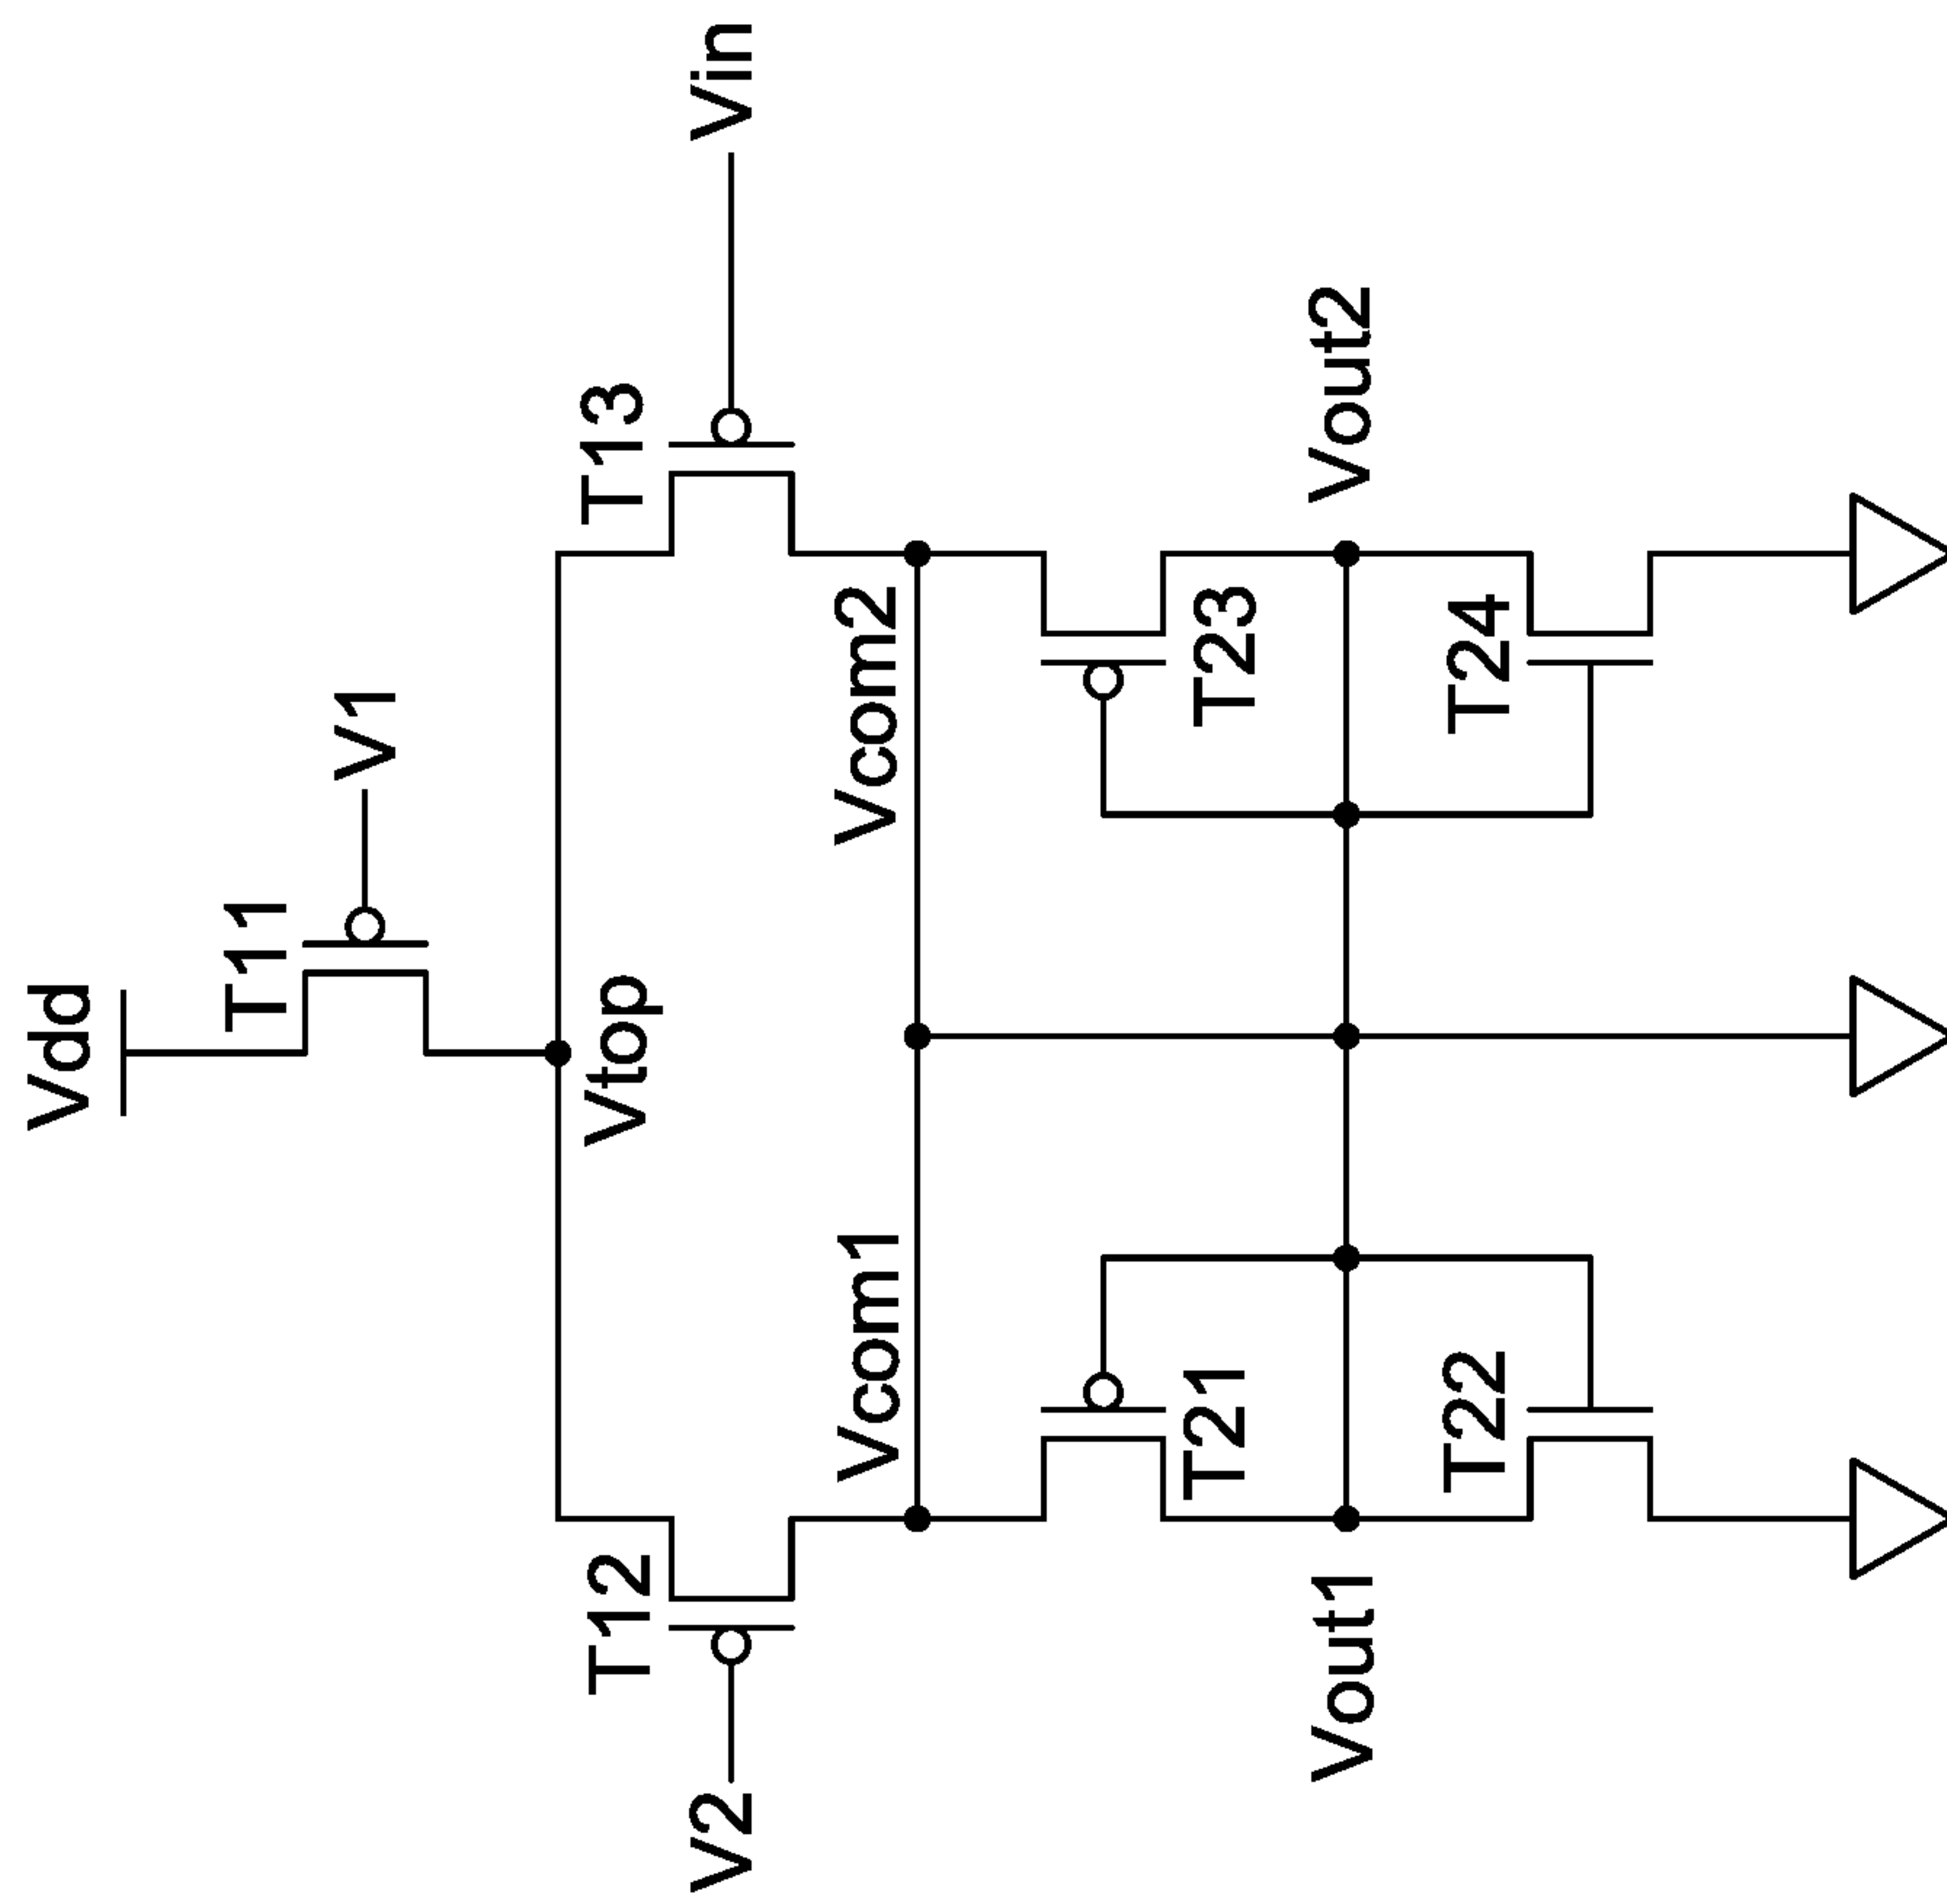 Vdd
T11
V1
Vtop
T12
T13
V2
Vin
Vcom1
Vcom2
T21
T23
Vout1
Vout2
T22
T24